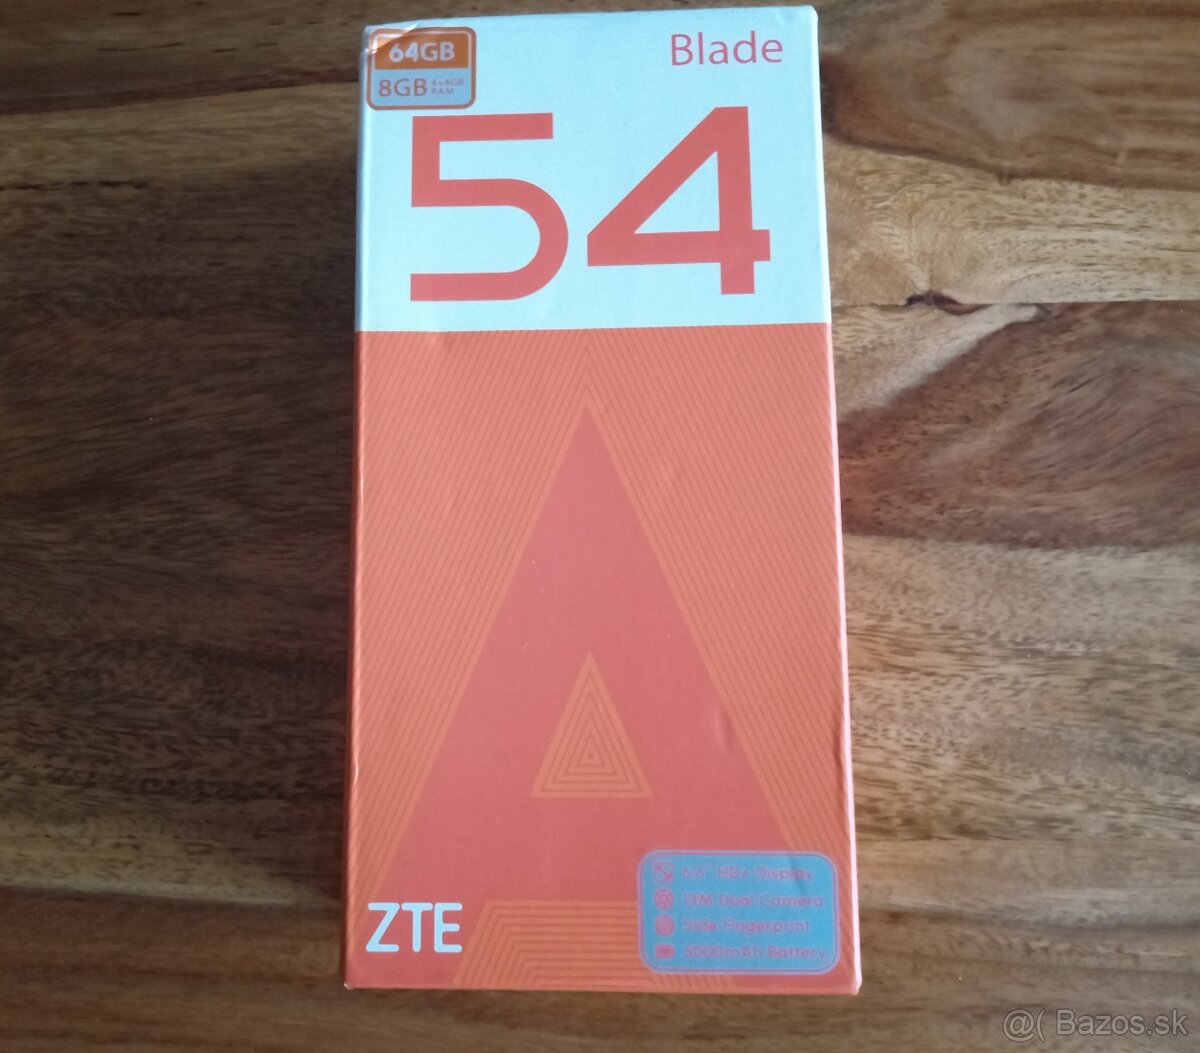 64GB
8GB 4+4GB RAM
Blade
54
6.6" HD+ Display
13M Dual Camera
Side Fingerprint
5000mAh Battery
ZTE
@( Bazos.sk